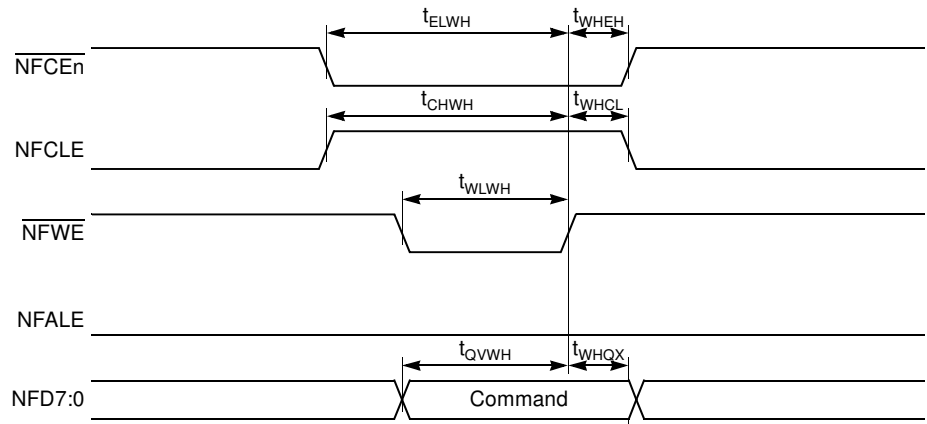 tELWH tWHEH
NFCEn
tCHWH tWHCL
NFCLE
tWLWH
NFWE
NFALE
tQVWH tWHQX
NFD7:0 Command